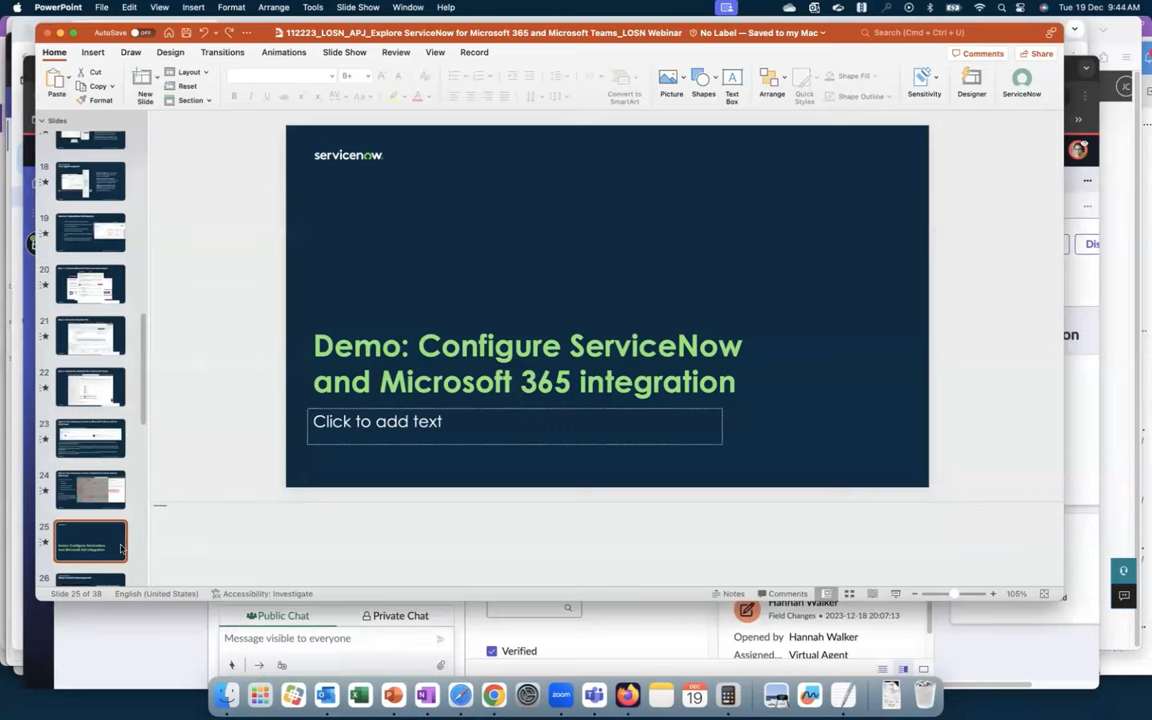 PowerPoint File Edit View Insert Format Arrange Tools Slide Show Window Help Tue 19 Dec 9:44 AM
AutoSave OFF 112223_LOSN_APJ_Explore ServiceNow for Microsoft 365 and Microsoft Teams_LOSN Webinar No Label — Saved to my Mac Search (Cmd + Ctrl + U)
Home Insert Draw Design Transitions Animations Slide Show Review View Record Comments Share
Cut
Copy
Format
Paste
New
Slide
Layout
Reset
Section
8+
Convert to
SmartArt
Picture Shapes Text
Box
Arrange Quick
Styles
Shape Fill
Shape Outline
Sensitivity Designer ServiceNow
Slides
18
19
20
21
22
23
24
25
26
servicenow
Demo: Configure ServiceNow
and Microsoft 365 integration
Click to add text
Slide 25 of 38 English (United States) Accessibility: Investigate Notes Comments 105%
Public Chat Private Chat
Message visible to everyone
Verified
Hannah Walker
Field Changes • 2023-12-18 20:07:13
Opened by Hannah Walker
Assigned... Virtual Agent
JC
Dis
ion
zoom
DEC
19